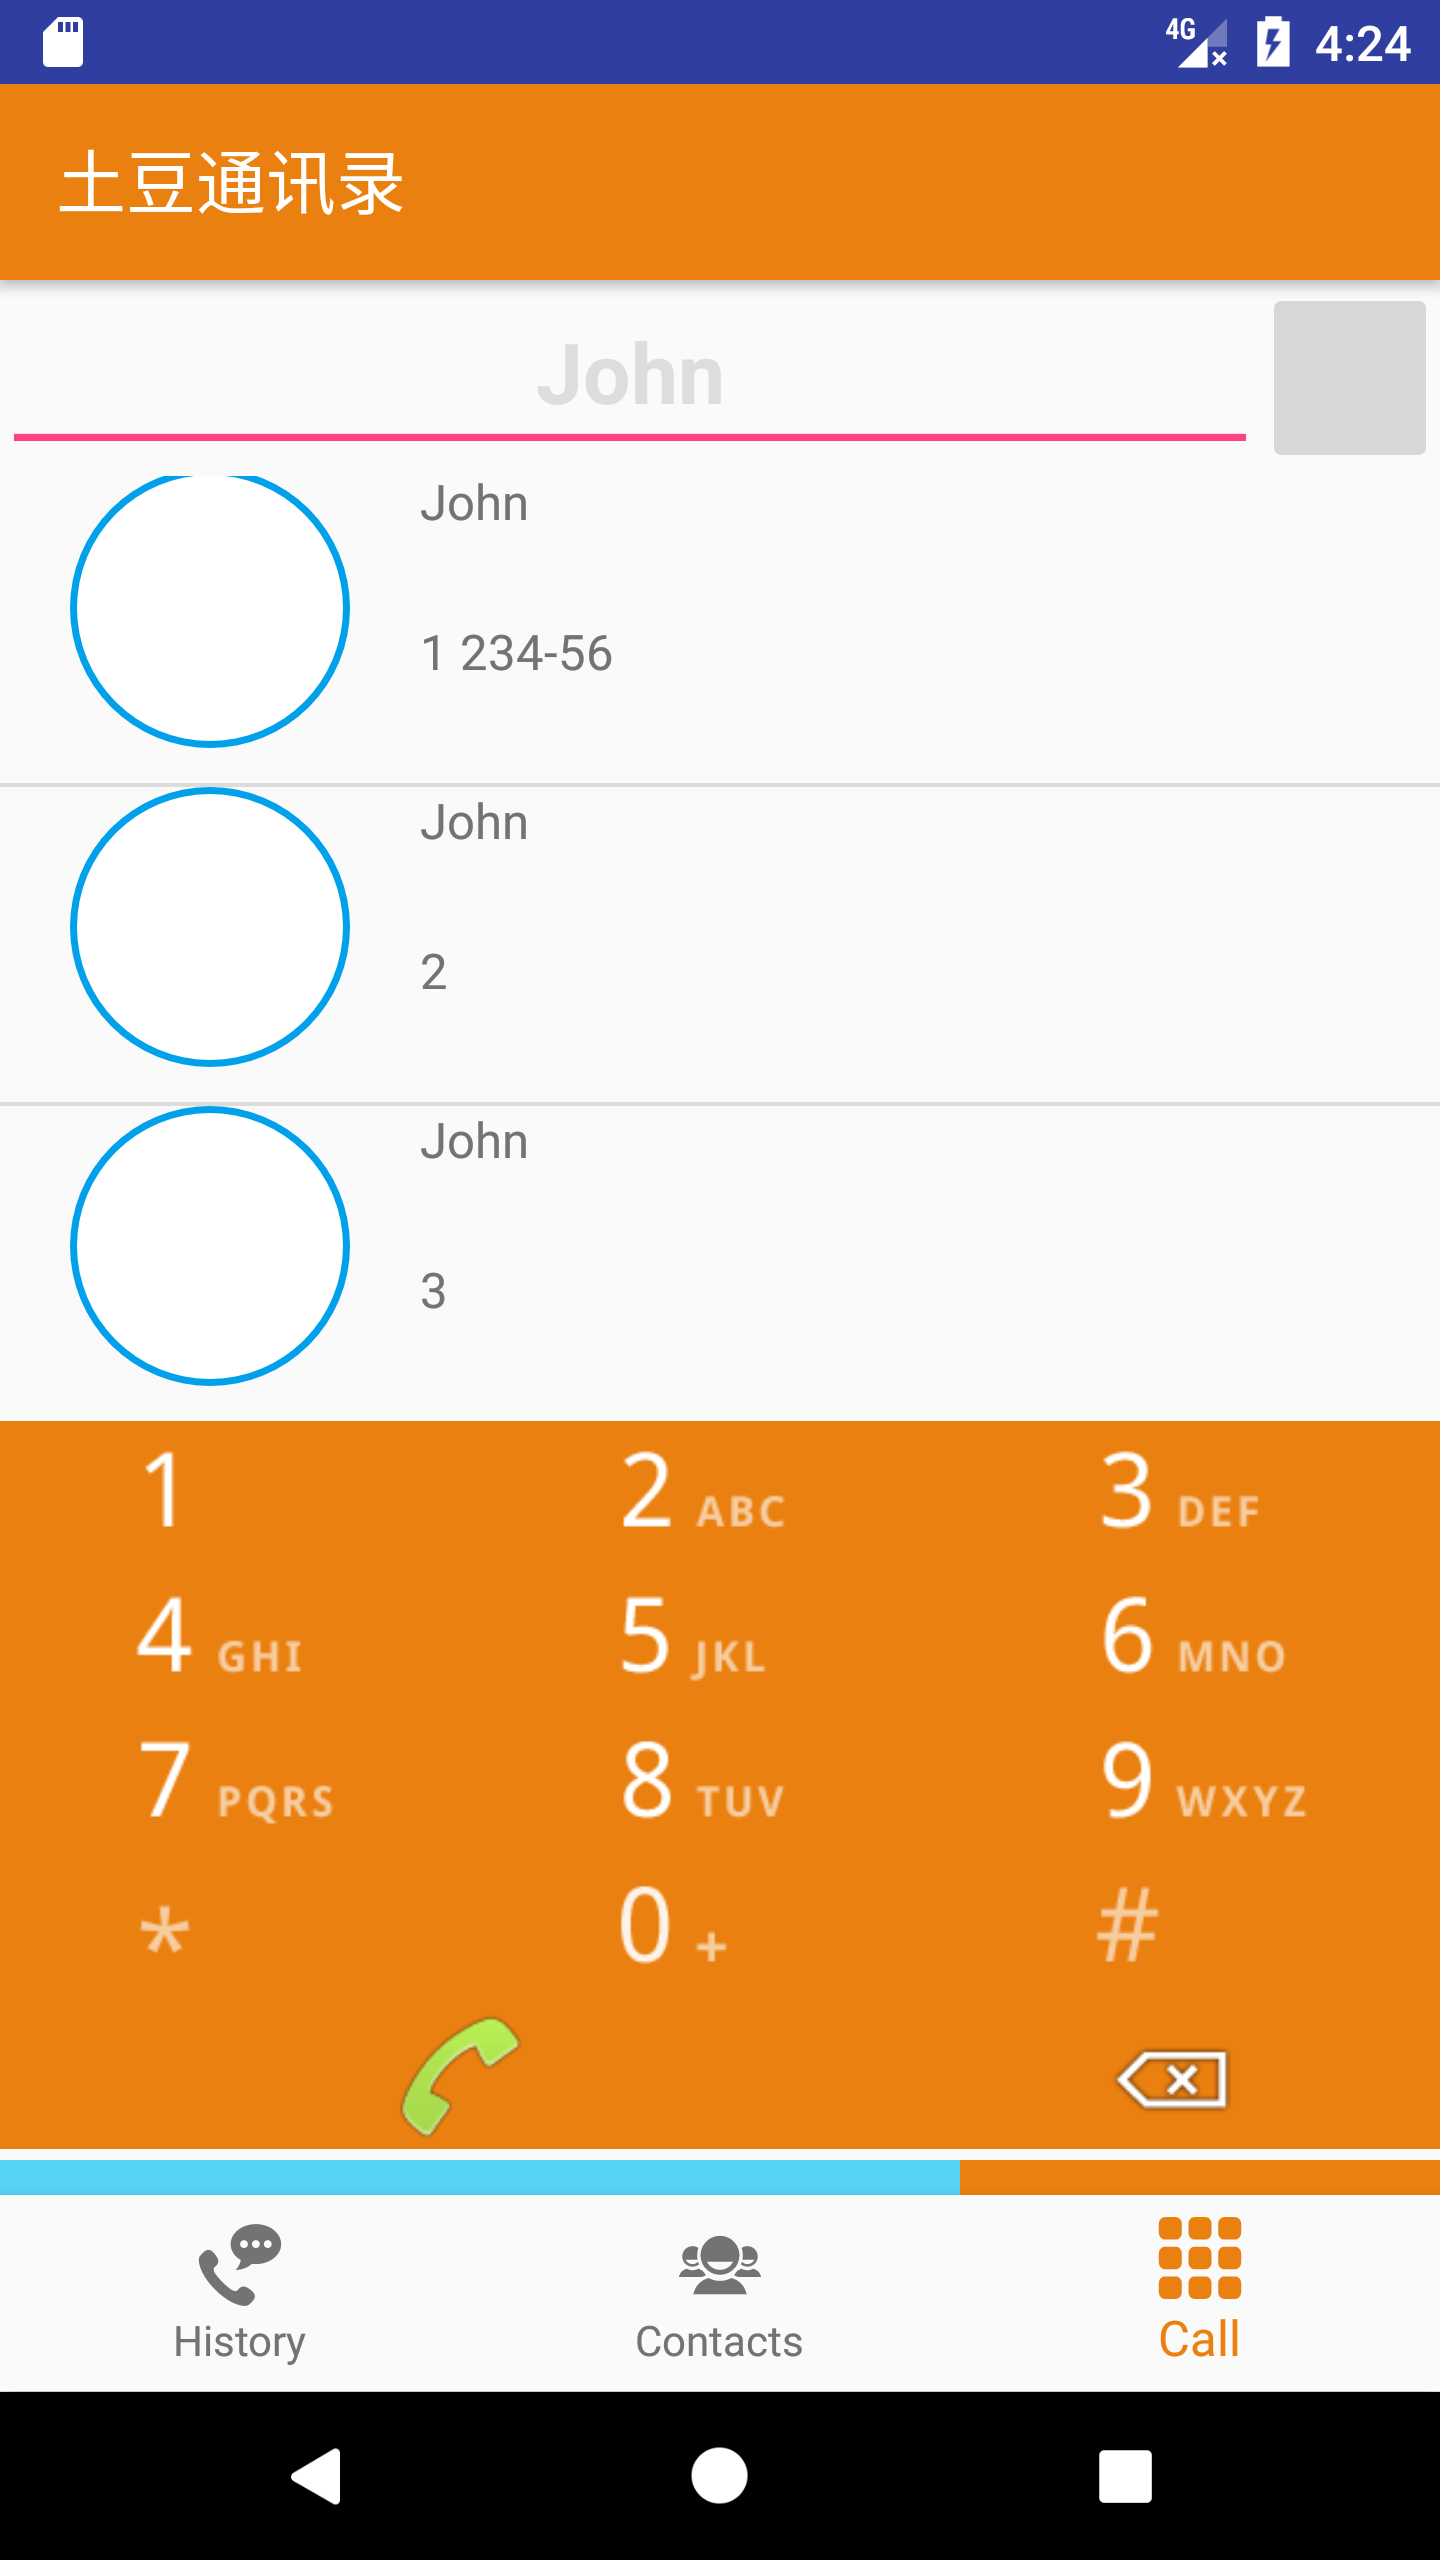 4G 4:24
土豆通讯录
John
John
1 234-56
John
2
John
3
1 2 ABC 3 DEF
4 GHI 5 JKL 6 MNO
7 PQRS 8 TUV 9 WXYZ
* 0 + #
History Contacts Call